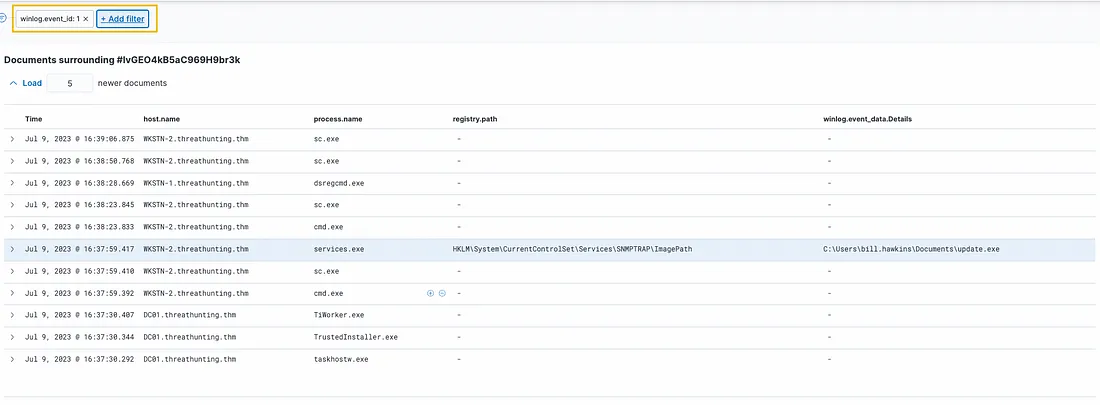 winlog.event_id: 1 × + Add filter
Documents surrounding #IvGEO4kB5aC969H9br3k
Load 5 newer documents
Time host.name process.name registry.path winlog.event_data.Details
Jul 9, 2023 @ 16:39:06.875 WKSTN-2.threathunting.thm sc.exe - -
Jul 9, 2023 @ 16:38:50.768 WKSTN-2.threathunting.thm sc.exe - -
Jul 9, 2023 @ 16:38:28.669 WKSTN-1.threathunting.thm dsregcmd.exe - -
Jul 9, 2023 @ 16:38:23.845 WKSTN-2.threathunting.thm sc.exe - -
Jul 9, 2023 @ 16:38:23.833 WKSTN-2.threathunting.thm cmd.exe - -
Jul 9, 2023 @ 16:37:59.417 WKSTN-2.threathunting.thm services.exe HKLM\System\CurrentControlSet\Services\SNMPTRAP\ImagePath C:\Users\bill.hawkins\Documents\update.exe
Jul 9, 2023 @ 16:37:59.410 WKSTN-2.threathunting.thm sc.exe - -
Jul 9, 2023 @ 16:37:59.392 WKSTN-2.threathunting.thm cmd.exe - -
Jul 9, 2023 @ 16:37:30.407 DC01.threathunting.thm TiWorker.exe - -
Jul 9, 2023 @ 16:37:30.344 DC01.threathunting.thm TrustedInstaller.exe - -
Jul 9, 2023 @ 16:37:30.292 DC01.threathunting.thm taskhostw.exe - -